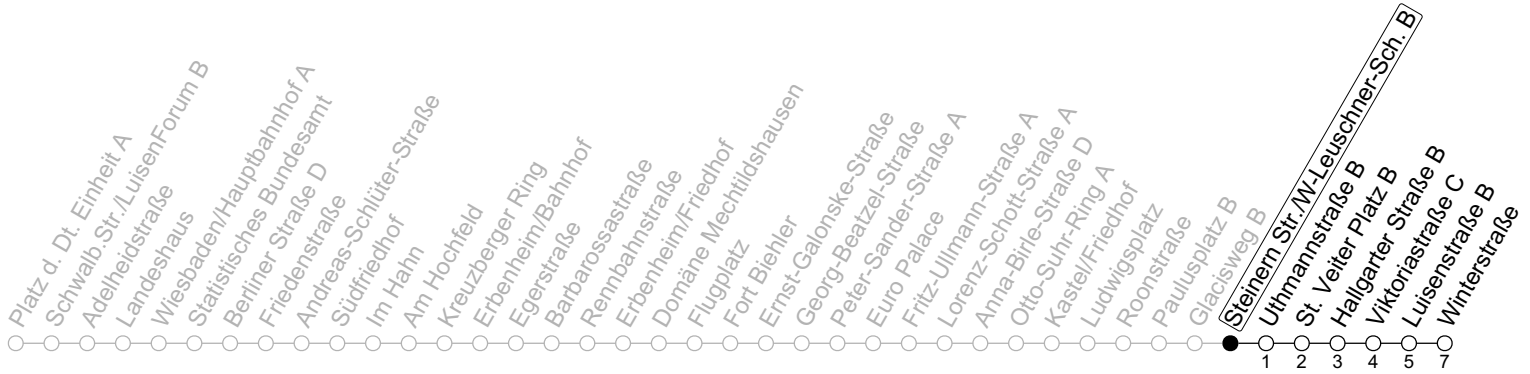 Platz d. Dt. Einheit A
Schwalb.Str./LuisenForum B
Adelheidstraße
Landeshaus
Wiesbaden/Hauptbahnhof A
Statistisches Bundesamt
Berliner Straße D
Friedenstraße
Andreas-Schlüter-Straße
Südfriedhof
Im Hahn
Am Hochfeld
Kreuzberger Ring
Erbenheim/Bahnhof
Egerstraße
Barbarossastraße
Rennbahnstraße
Erbenheim/Friedhof
Domäne Mechtildshausen
Flugplatz
Fort Biehler
Ernst-Galonske-Straße
Georg-Beatzel-Straße
Peter-Sander-Straße A
Euro Palace
Fritz-Ullmann-Straße A
Lorenz-Schott-Straße A
Anna-Birle-Straße D
Otto-Suhr-Ring A
Kastel/Friedhof
Ludwigsplatz
Roonstraße
Paulusplatz B
Glacisweg B
Steinern Str./W-Leuschner-Sch. B
Uthmannstraße B
St. Veiter Platz B
Hallgarter Straße B
Viktoriastraße C
Luisenstraße B
Winterstraße
1 2 3 4 5 7